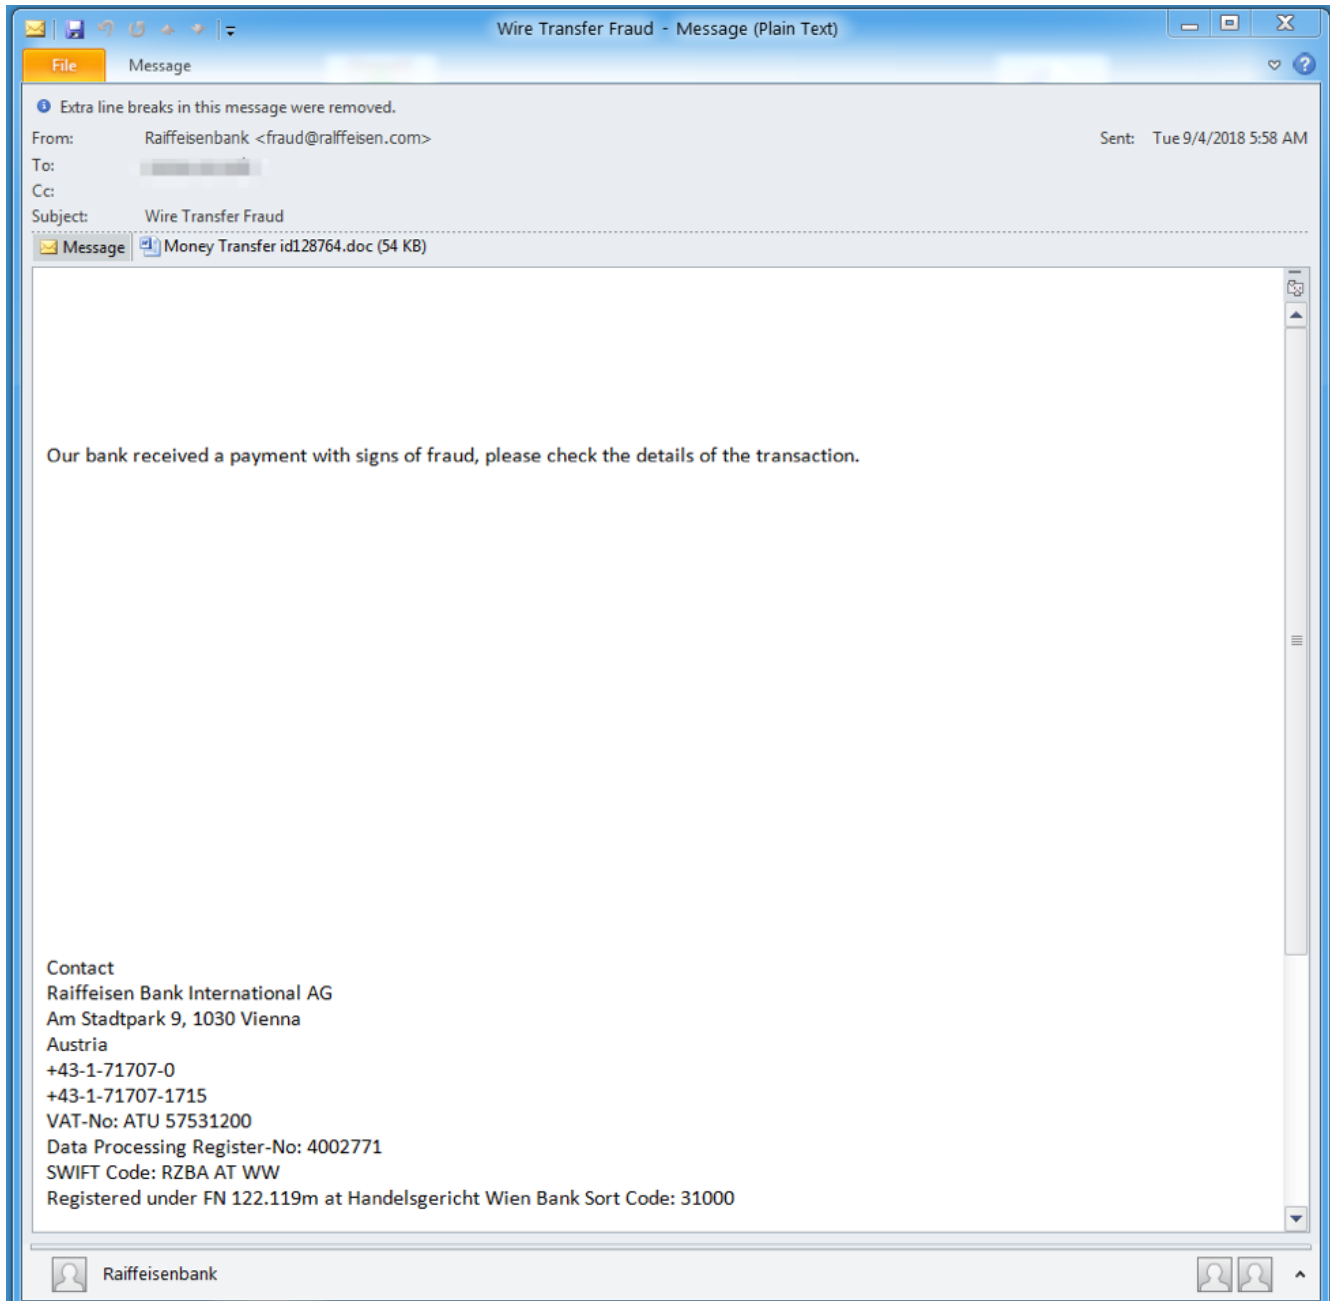 Wire Transfer Fraud - Message (Plain Text)
File Message
Extra line breaks in this message were removed.
From: Raiffeisenbank <fraud@ralffeisen.com> Sent: Tue 9/4/2018 5:58 AM
To:
Cc:
Subject: Wire Transfer Fraud
Message Money Transfer id128764.doc (54 KB)
Our bank received a payment with signs of fraud, please check the details of the transaction.
Contact
Raiffeisen Bank International AG
Am Stadtpark 9, 1030 Vienna
Austria
+43-1-71707-0
+43-1-71707-1715
VAT-No: ATU 57531200
Data Processing Register-No: 4002771
SWIFT Code: RZBA AT WW
Registered under FN 122.119m at Handelsgericht Wien Bank Sort Code: 31000
Raiffeisenbank